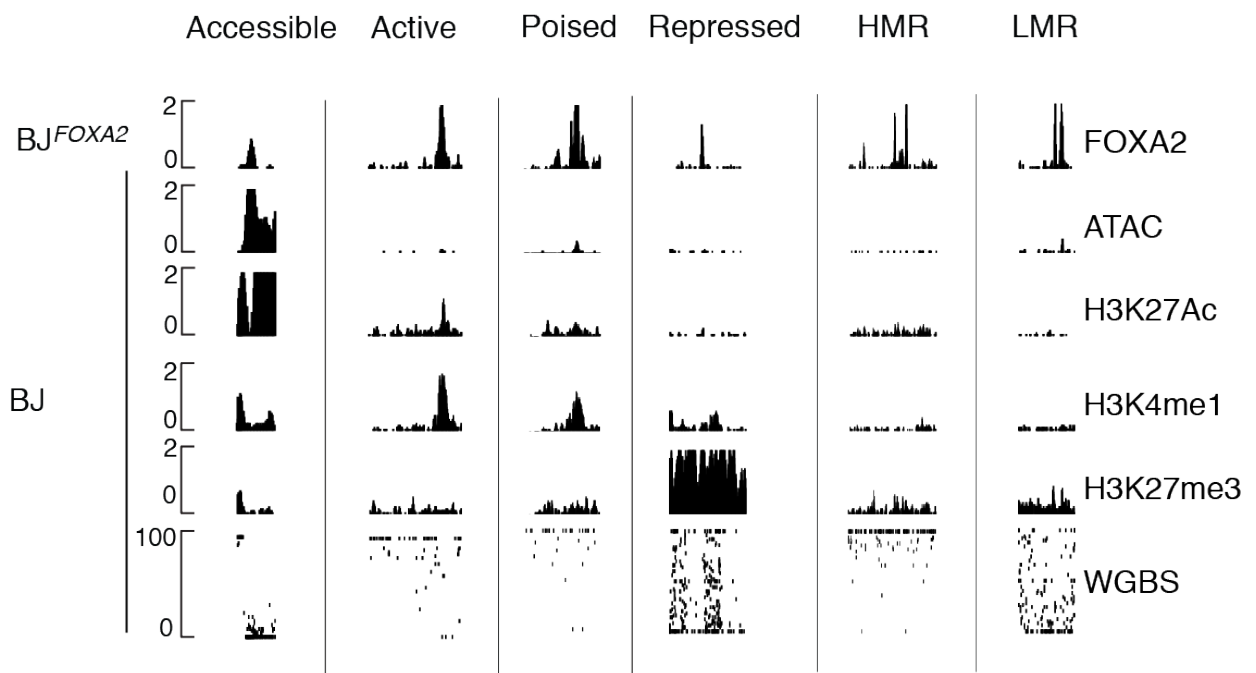 Accessible Active Poised Repressed HMR LMR
BJFOXA2 2 0 FOXA2
2 0 ATAC
2 0 H3K27Ac
BJ 2 0 H3K4me1
2 0 H3K27me3
100 0 WGBS